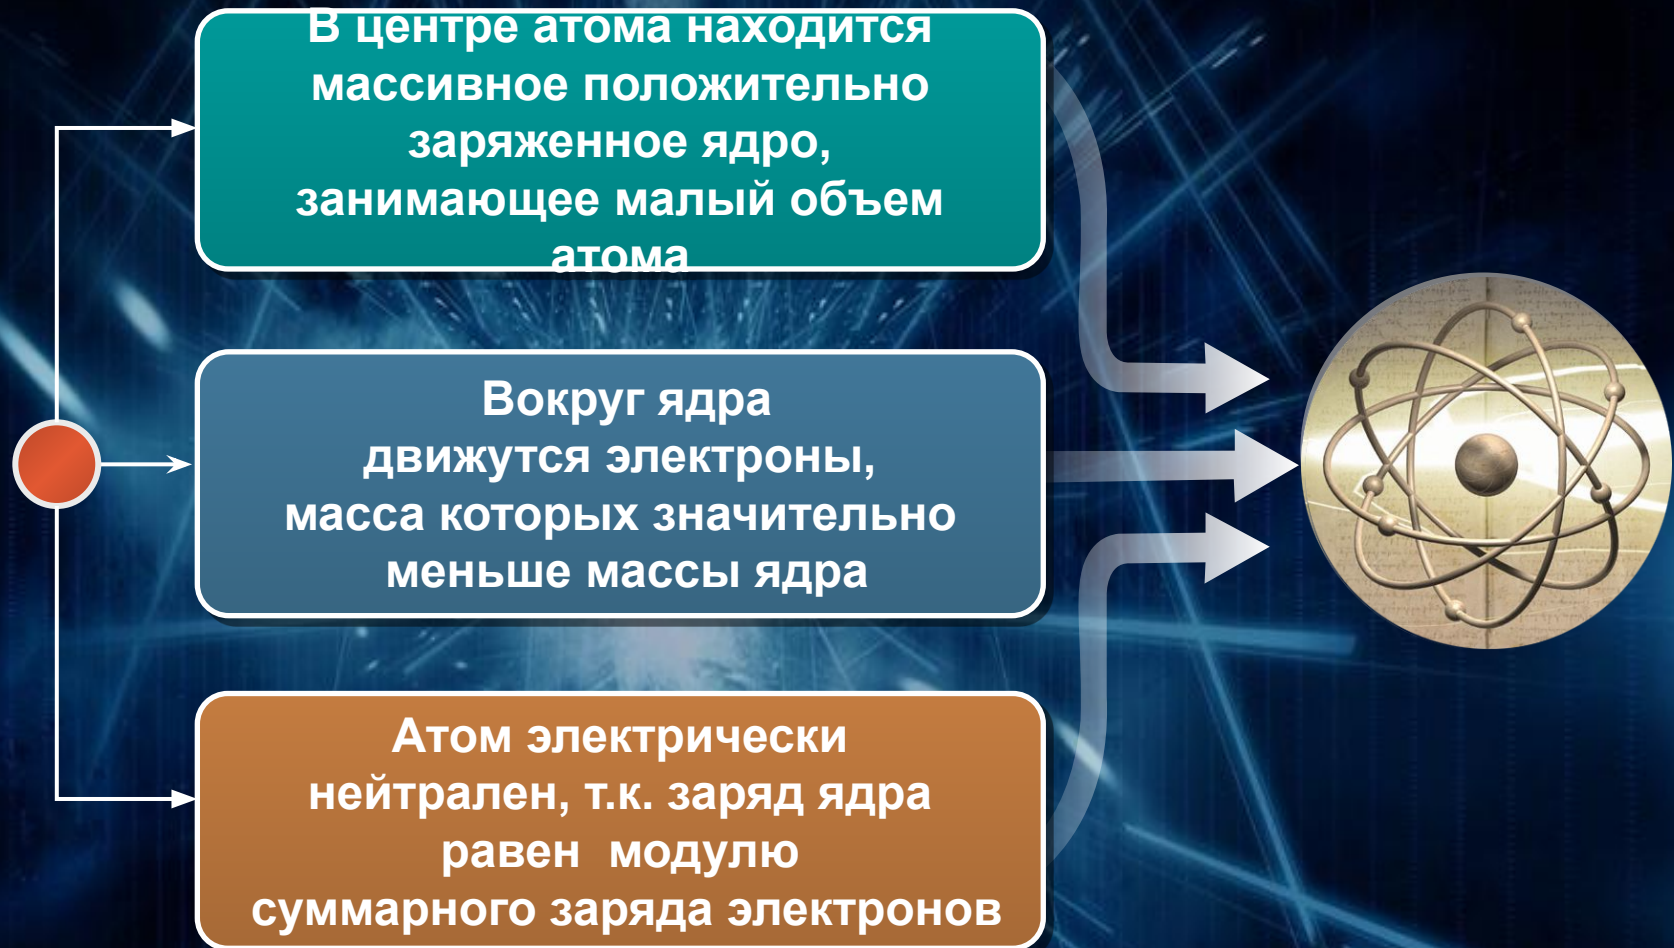 В центре атома находится
массивное положительно
заряженное ядро,
занимающее малый объем
атома
Вокруг ядра
движутся электроны,
масса которых значительно
меньше массы ядра
Атом электрически
нейтрален, т.к. заряд ядра
равен модулю
суммарного заряда электронов